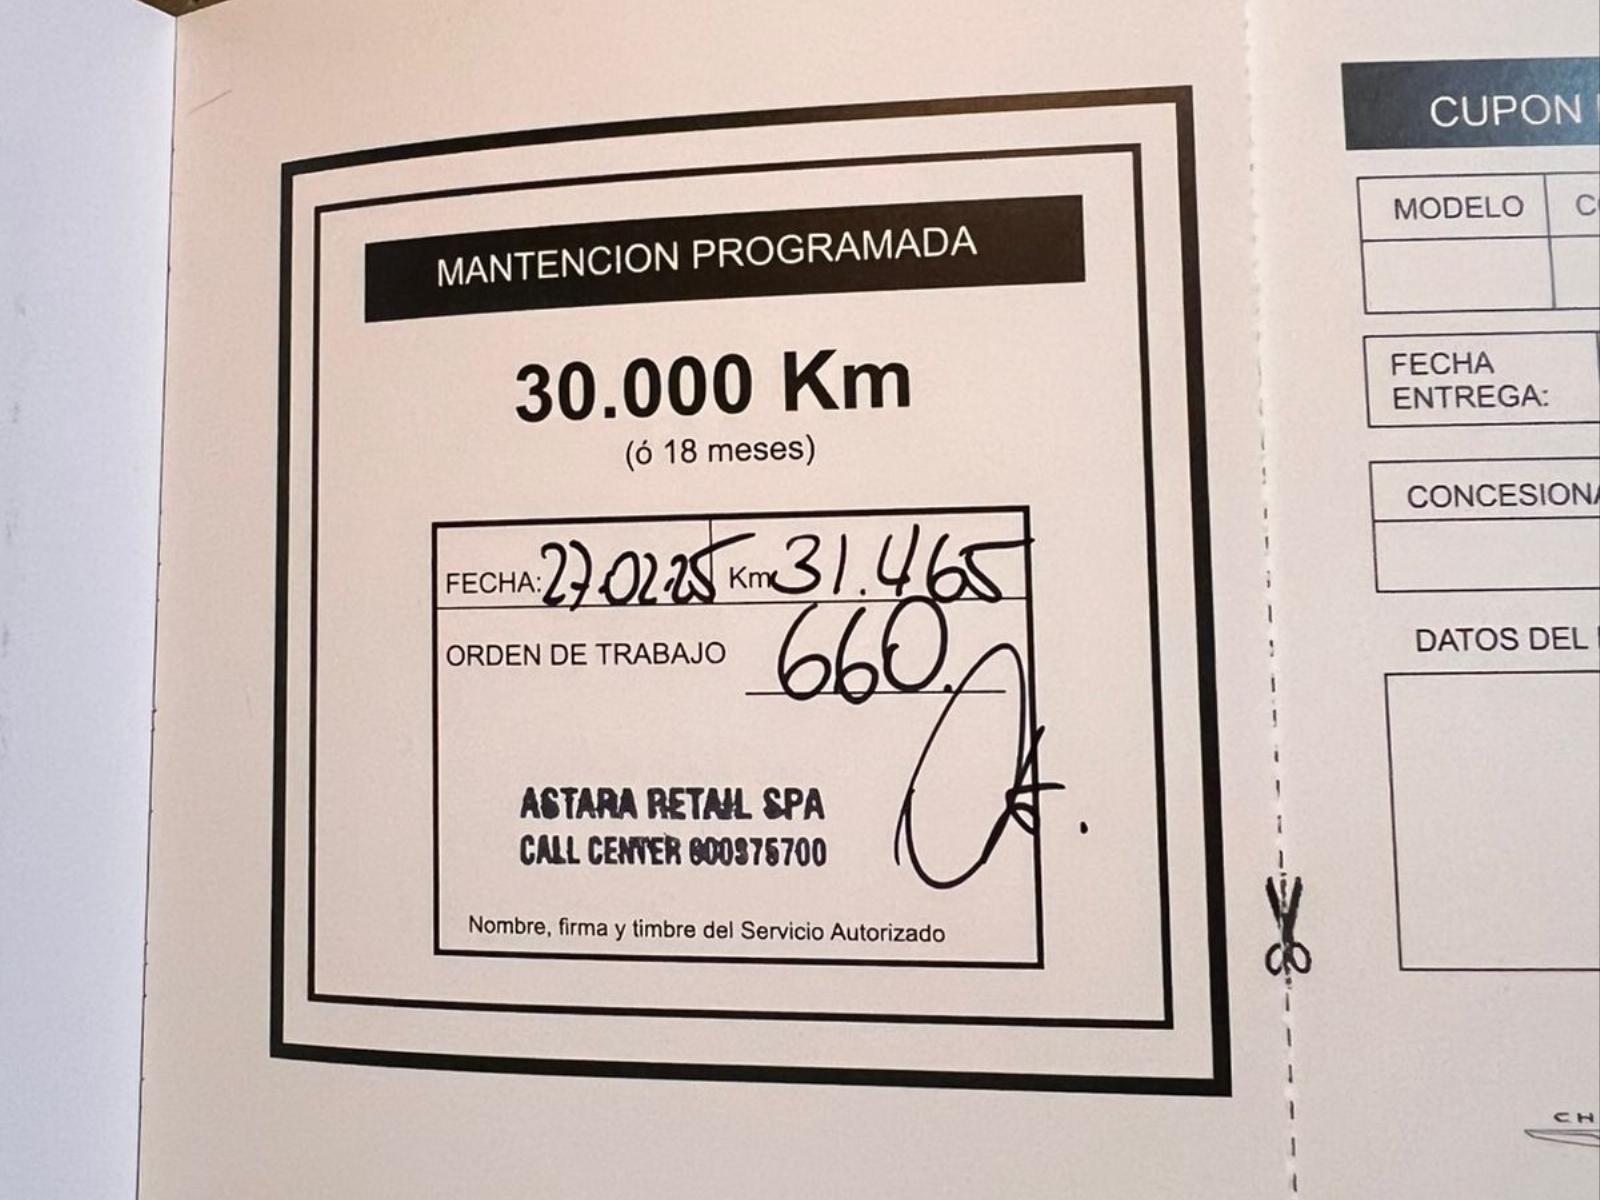 MANTENCION PROGRAMADA
30.000 Km
(ó 18 meses)
FECHA: 27.02.25 Km 31.465
ORDEN DE TRABAJO 660.
ASTARA RETAIL SPA
CALL CENTER
Nombre, firma y timbre del Servicio Autorizado
CUPON
MODELO
FECHA
ENTREGA:
CONCESIONA
DATOS DEL
CH